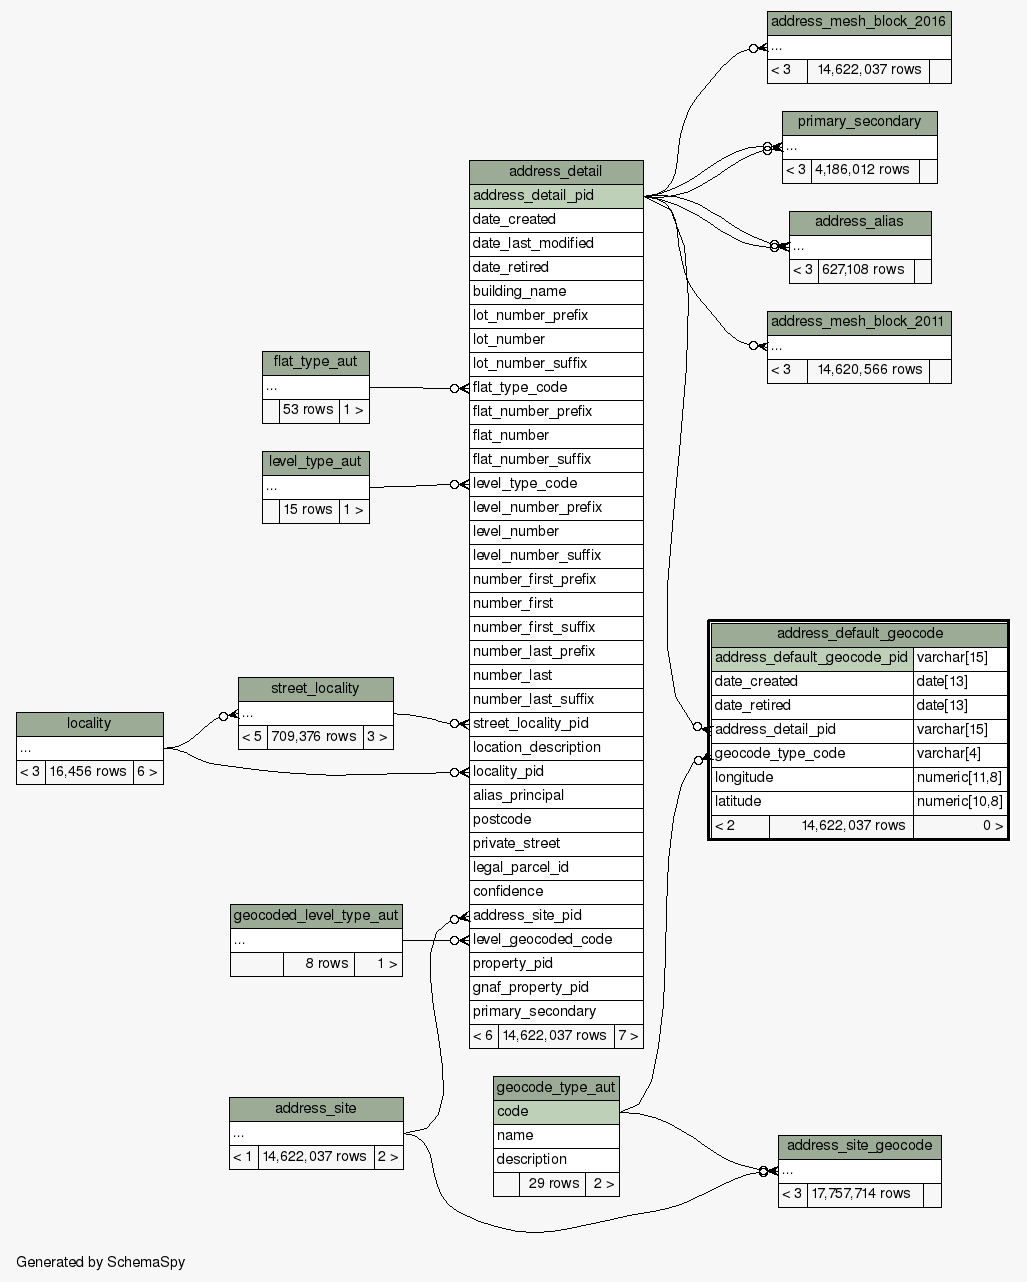 address_mesh_block_2016
...
< 3 14,622,037 rows
primary_secondary
...
< 3 4,186,012 rows
address_alias
...
< 3 627,108 rows
address_mesh_block_2011
...
< 3 14,620,566 rows
address_detail
address_detail_pid
date_created
date_last_modified
date_retired
building_name
lot_number_prefix
lot_number
lot_number_suffix
flat_type_code
flat_number_prefix
flat_number
flat_number_suffix
level_type_code
level_number_prefix
level_number
level_number_suffix
number_first_prefix
number_first
number_first_suffix
number_last_prefix
number_last
number_last_suffix
street_locality_pid
location_description
locality_pid
alias_principal
postcode
private_street
legal_parcel_id
confidence
address_site_pid
level_geocoded_code
property_pid
gnaf_property_pid
primary_secondary
< 6 14,622,037 rows 7 >
flat_type_aut
...
53 rows 1 >
level_type_aut
...
15 rows 1 >
street_locality
...
< 5 709,376 rows 3 >
locality
...
< 3 16,456 rows 6 >
address_default_geocode
address_default_geocode_pid varchar[15]
date_created date[13]
date_retired date[13]
address_detail_pid varchar[15]
geocode_type_code varchar[4]
longitude numeric[11,8]
latitude numeric[10,8]
< 2 14,622,037 rows 0 >
geocoded_level_type_aut
...
8 rows 1 >
address_site
...
< 1 14,622,037 rows 2 >
geocode_type_aut
code
name
description
29 rows 2 >
address_site_geocode
...
< 3 17,757,714 rows
Generated by SchemaSpy